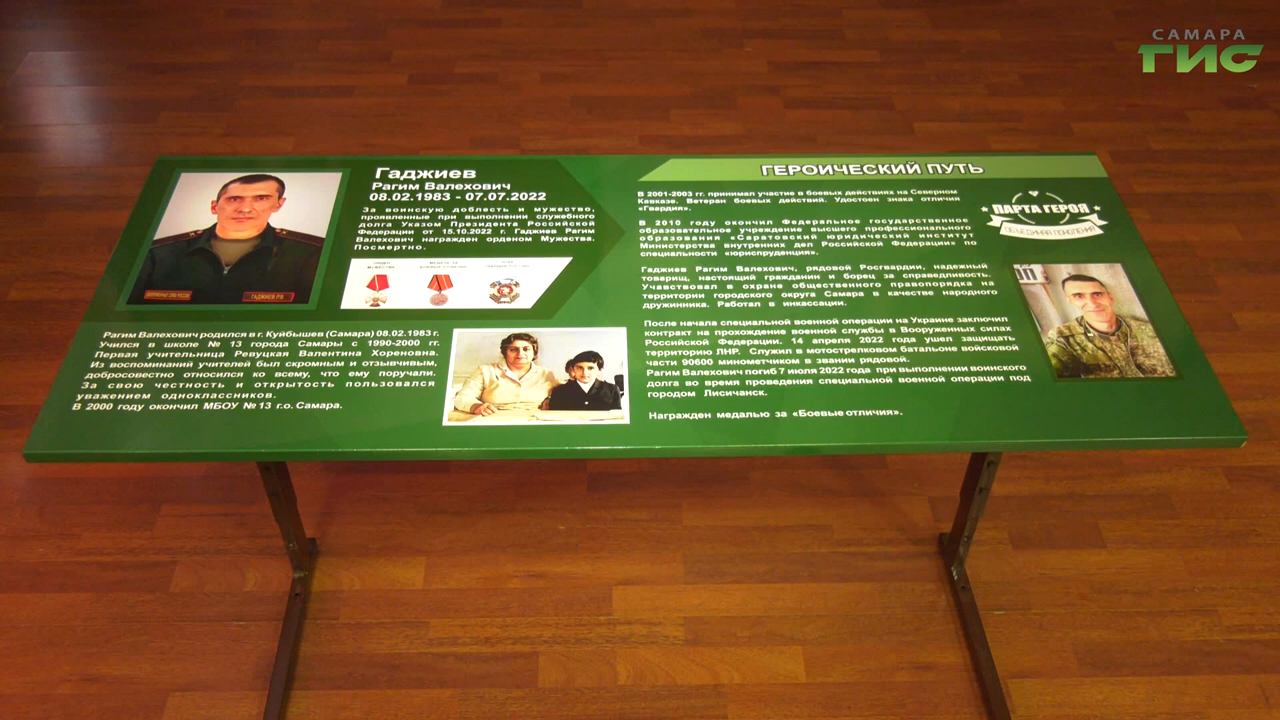 САМАРА
ГИС
Гаджиев
Рагим Валехович
08.02.1983 - 07.07.2022
За воинскую доблесть и мужество,
проявленные при выполнении служебного
долга Указом Президента Российской
Федерации от 15.10.2022 г. Гаджиев Рагим
Валехович награжден орденом Мужества.
Посмертно.
ОРДЕН
МУЖЕСТВА
МЕДАЛЬ ЗА
БОЕВЫЕ ОТЛИЧИЯ
ГАДЖИЕВ Р.В
Рагим Валехович родился в г. Куйбышев (Самара) 08.02.1983 г.
Учился в школе № 13 города Самары с 1990-2000 гг.
Первая учительница Ревуцкая Валентина Хореновна.
Из воспоминаний учителей был скромным и отзывчивым,
добросовестно относился ко всему, что ему поручали.
За свою честность и открытость пользовался
уважением одноклассников.
В 2000 году окончил МБОУ № 13 г.о. Самара.
ГЕРОИЧЕСКИЙ ПУТЬ
В 2001-2003 гг. принимал участие в боевых действиях на Северном
Кавказе. Ветеран боевых действий. Удостоен знака отличия
«Гвардия».
В 2010 году окончил Федеральное государственное
образовательное учреждение высшего профессионального
образования «Саратовский юридический институт
Министерства внутренних дел Российской Федерации» по
специальности «юриспруденция».
Гаджиев Рагим Валехович, рядовой Росгвардии, надежный
товарищ, настоящий гражданин и борец за справедливость.
Учавствовал в охране общественного правопорядка на
территории городского округа Самара в качестве народного
дружинника. Работал в инкассации.
После начала специальной военной операции на Украине заключил
контракт на прохождение военной службы в Вооруженных силах
Российской Федерации. 14 апреля 2022 года ушел защищать
территорию ЛНР. Служил в мотострелковом батальоне войсковой
части 90600 минометчиком в звании рядовой.
Рагим Валехович погиб 7 июля 2022 года при выполнении воинского
долга во время проведения специальной военной операции под
городом Лисичанск.
Награжден медалью за «Боевые отличия».
ПАРТА ГЕРОЯ
ОБЪЕДИНЯЯ ПОКОЛЕНИЯ